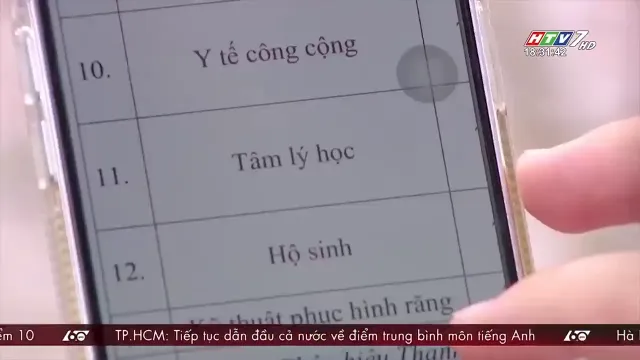 HTV7 HD
18:31:42
10. Y tế công cộng
11. Tâm lý học
12. Hộ sinh
thuật phục hình răng
ểm 10 60 TP.HCM: Tiếp tục dẫn đầu cả nước về điểm trung bình môn tiếng Anh 60 Hà